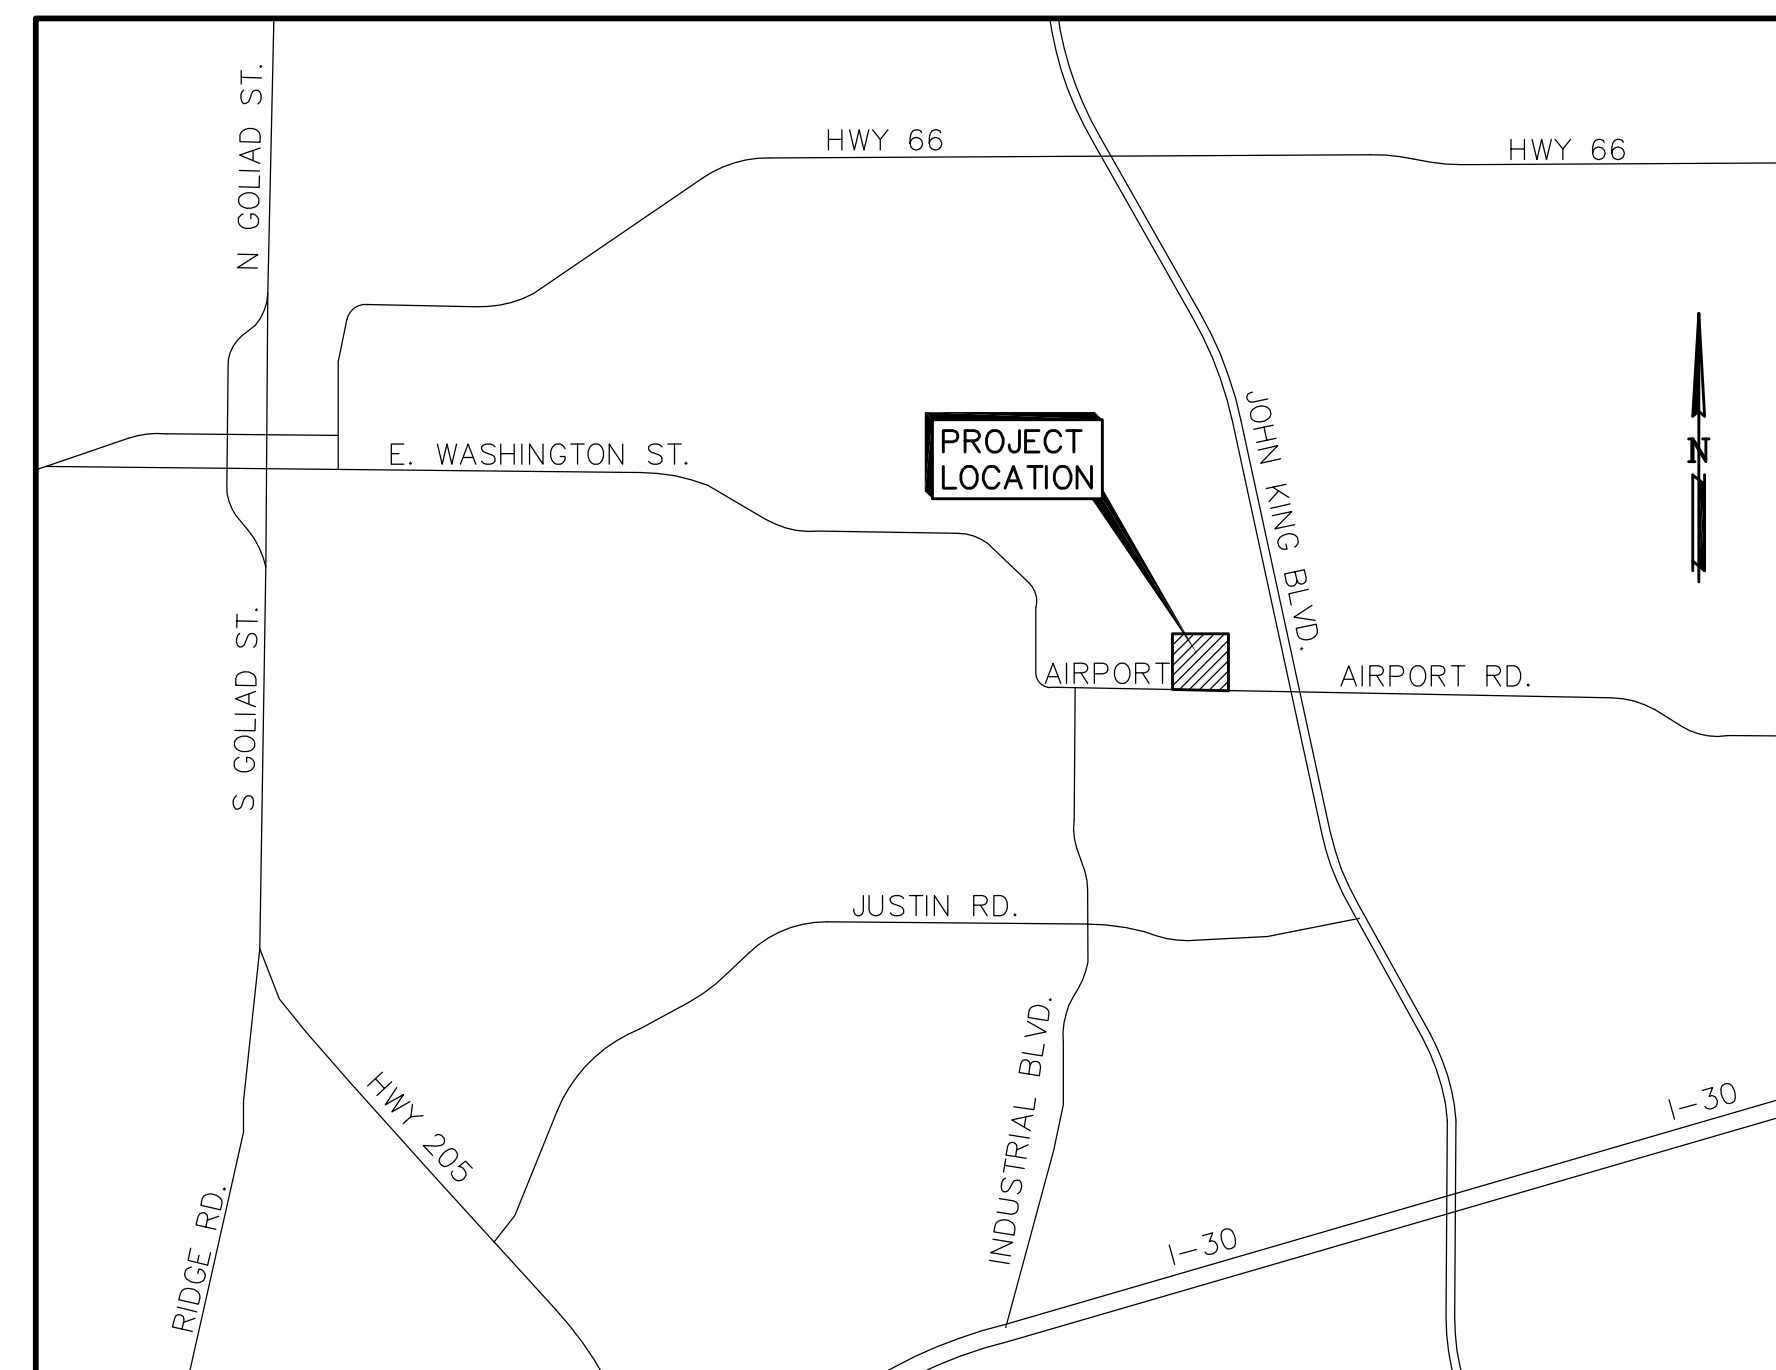 N GOLIAD ST.
HWY 66
HWY 66
E. WASHINGTON ST.
PROJECT
LOCATION
JOHN KING BLVD.
N
S GOLIAD ST.
AIRPORT
AIRPORT RD.
JUSTIN RD.
HWY 205
INDUSTRIAL BLVD.
I-30
I-30
RIDGE RD.